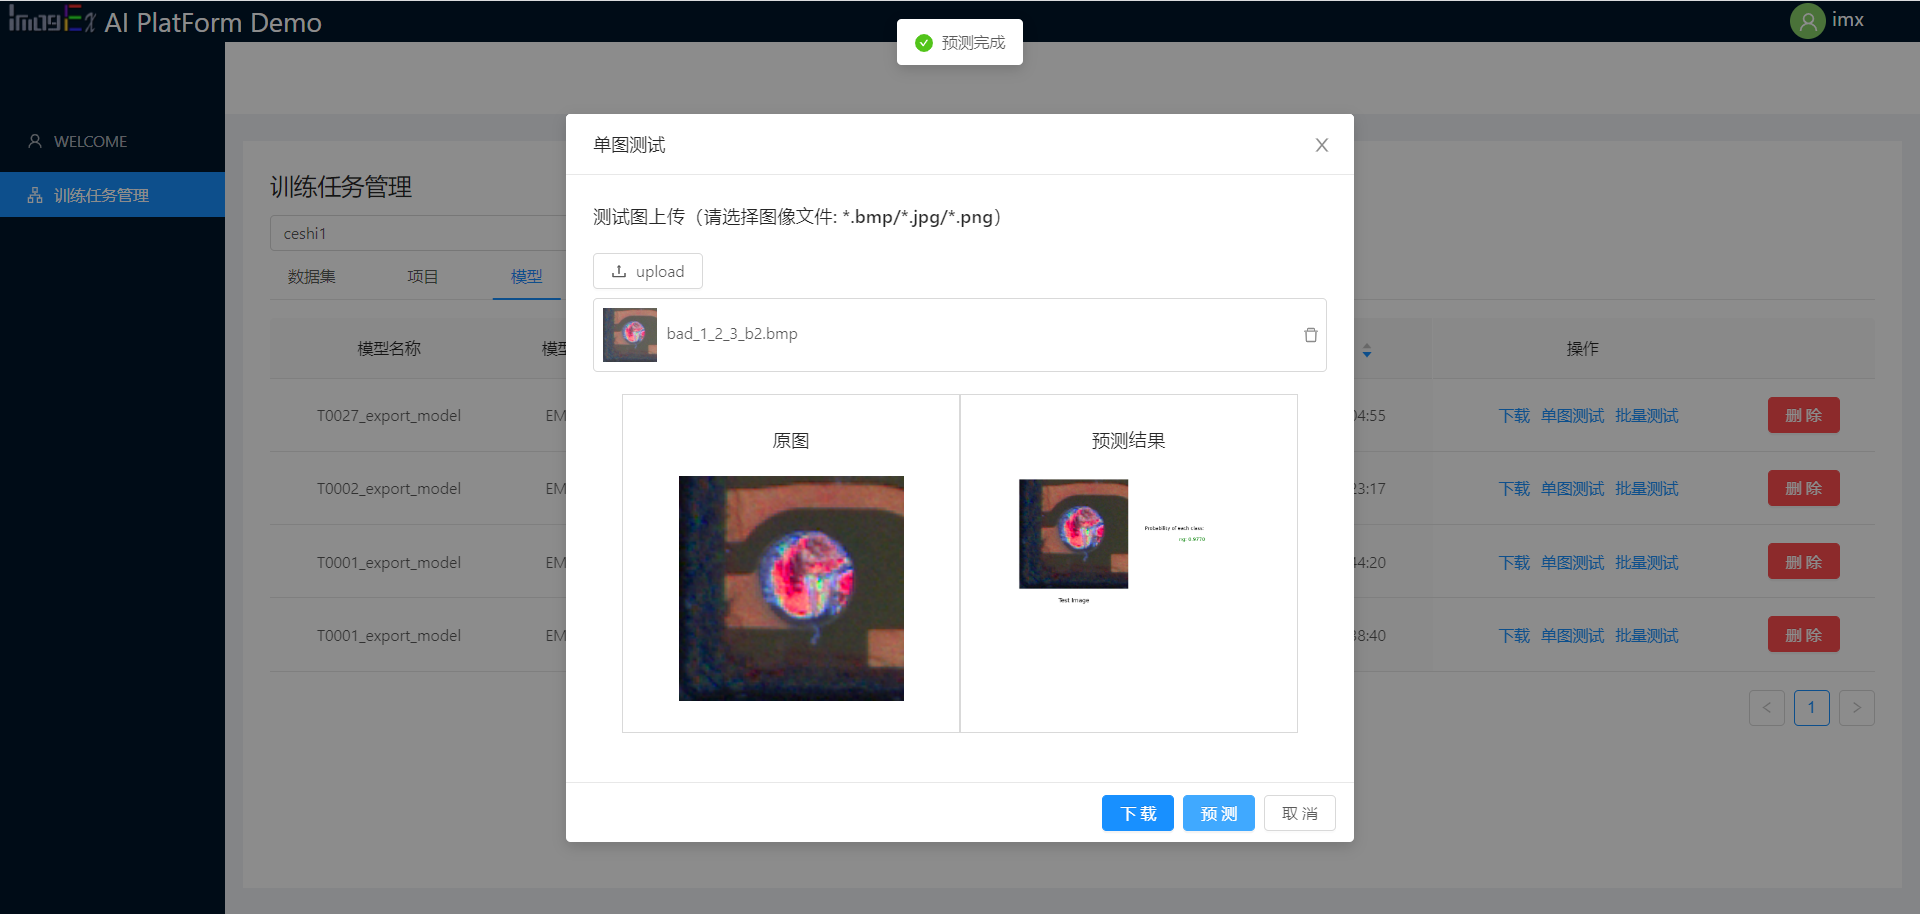 ImagEX AI PlatForm Demo
imx
预测完成
WELCOME
训练任务管理
训练任务管理
ceshi1
数据集 项目 模型
模型名称 模型 操作
T0027_export_model EM 04:55 下载 单图测试 批量测试 删 除
T0002_export_model EM 23:17 下载 单图测试 批量测试 删 除
T0001_export_model EM 44:20 下载 单图测试 批量测试 删 除
T0001_export_model EM 38:40 下载 单图测试 批量测试 删 除
< 1 >
单图测试
测试图上传（请选择图像文件: *.bmp/*.jpg/*.png）
upload
bad_1_2_3_b2.bmp
原图 预测结果
Probability of each class:
ng: 0.9770
Test Image
下 载 预 测 取 消